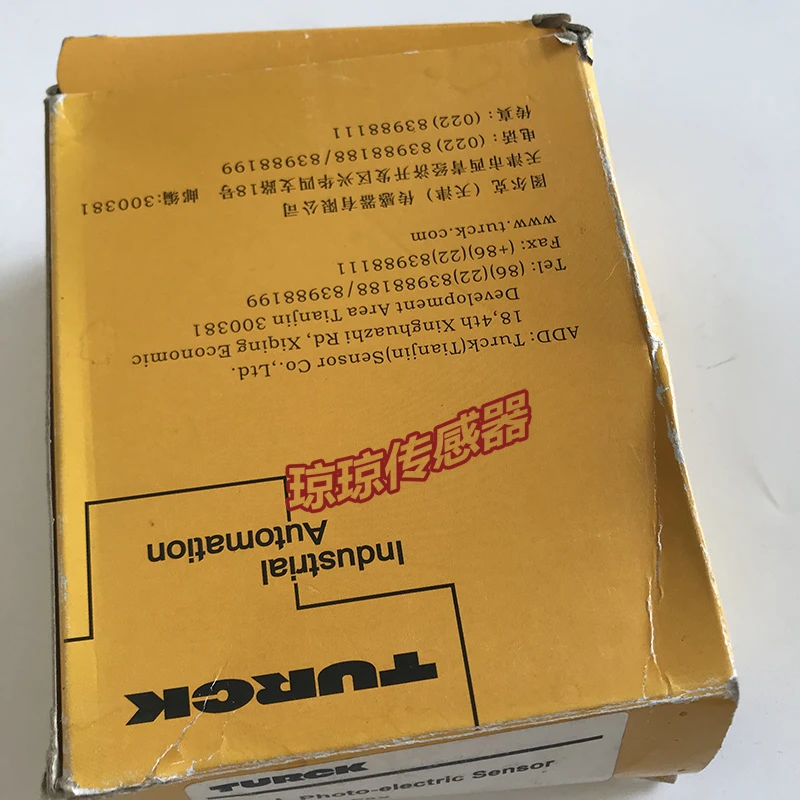 TURCK
Industrial
Automation
琼琼传感器
ADD: Turck(Tianjin)Sensor Co.,Ltd.
18,4th Xinghuazhi Rd, Xiqing Economic
Development Area Tianjin 300381
Tel: (86)(22)83988188/83988199
Fax: (+86)(22)83988111
www.turck.com
图尔克（天津）传感器有限公司
天津市西青经济开发区兴华四支路18号 邮编:300381
电话：(022)83988188/83988199
传真：(022)83988111
TURCK
Photo-electric Sensor